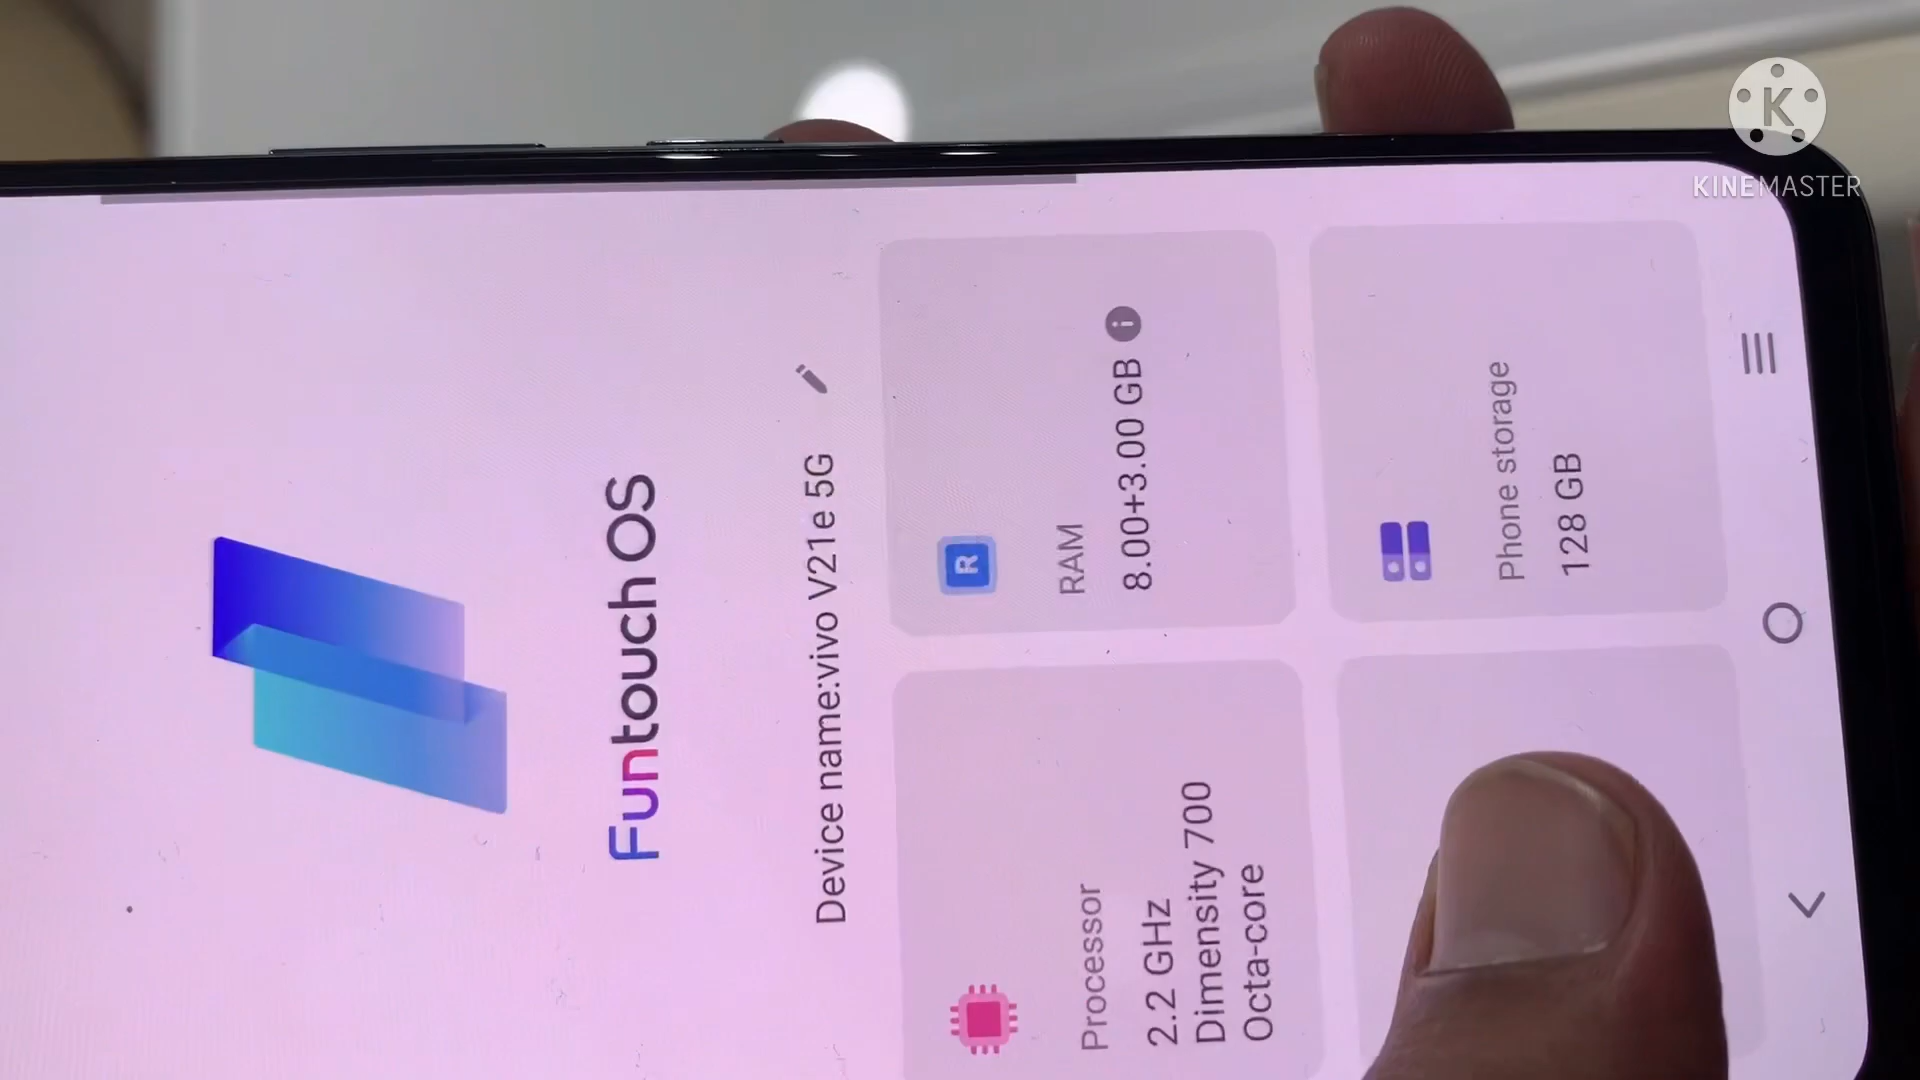 Funtouch OS
Device name:vivo V21e 5G
Processor
2.2 GHz
Dimensity 700
Octa-core
R
RAM
8.00+3.00 GB
Phone storage
128 GB
K
KINEMASTER